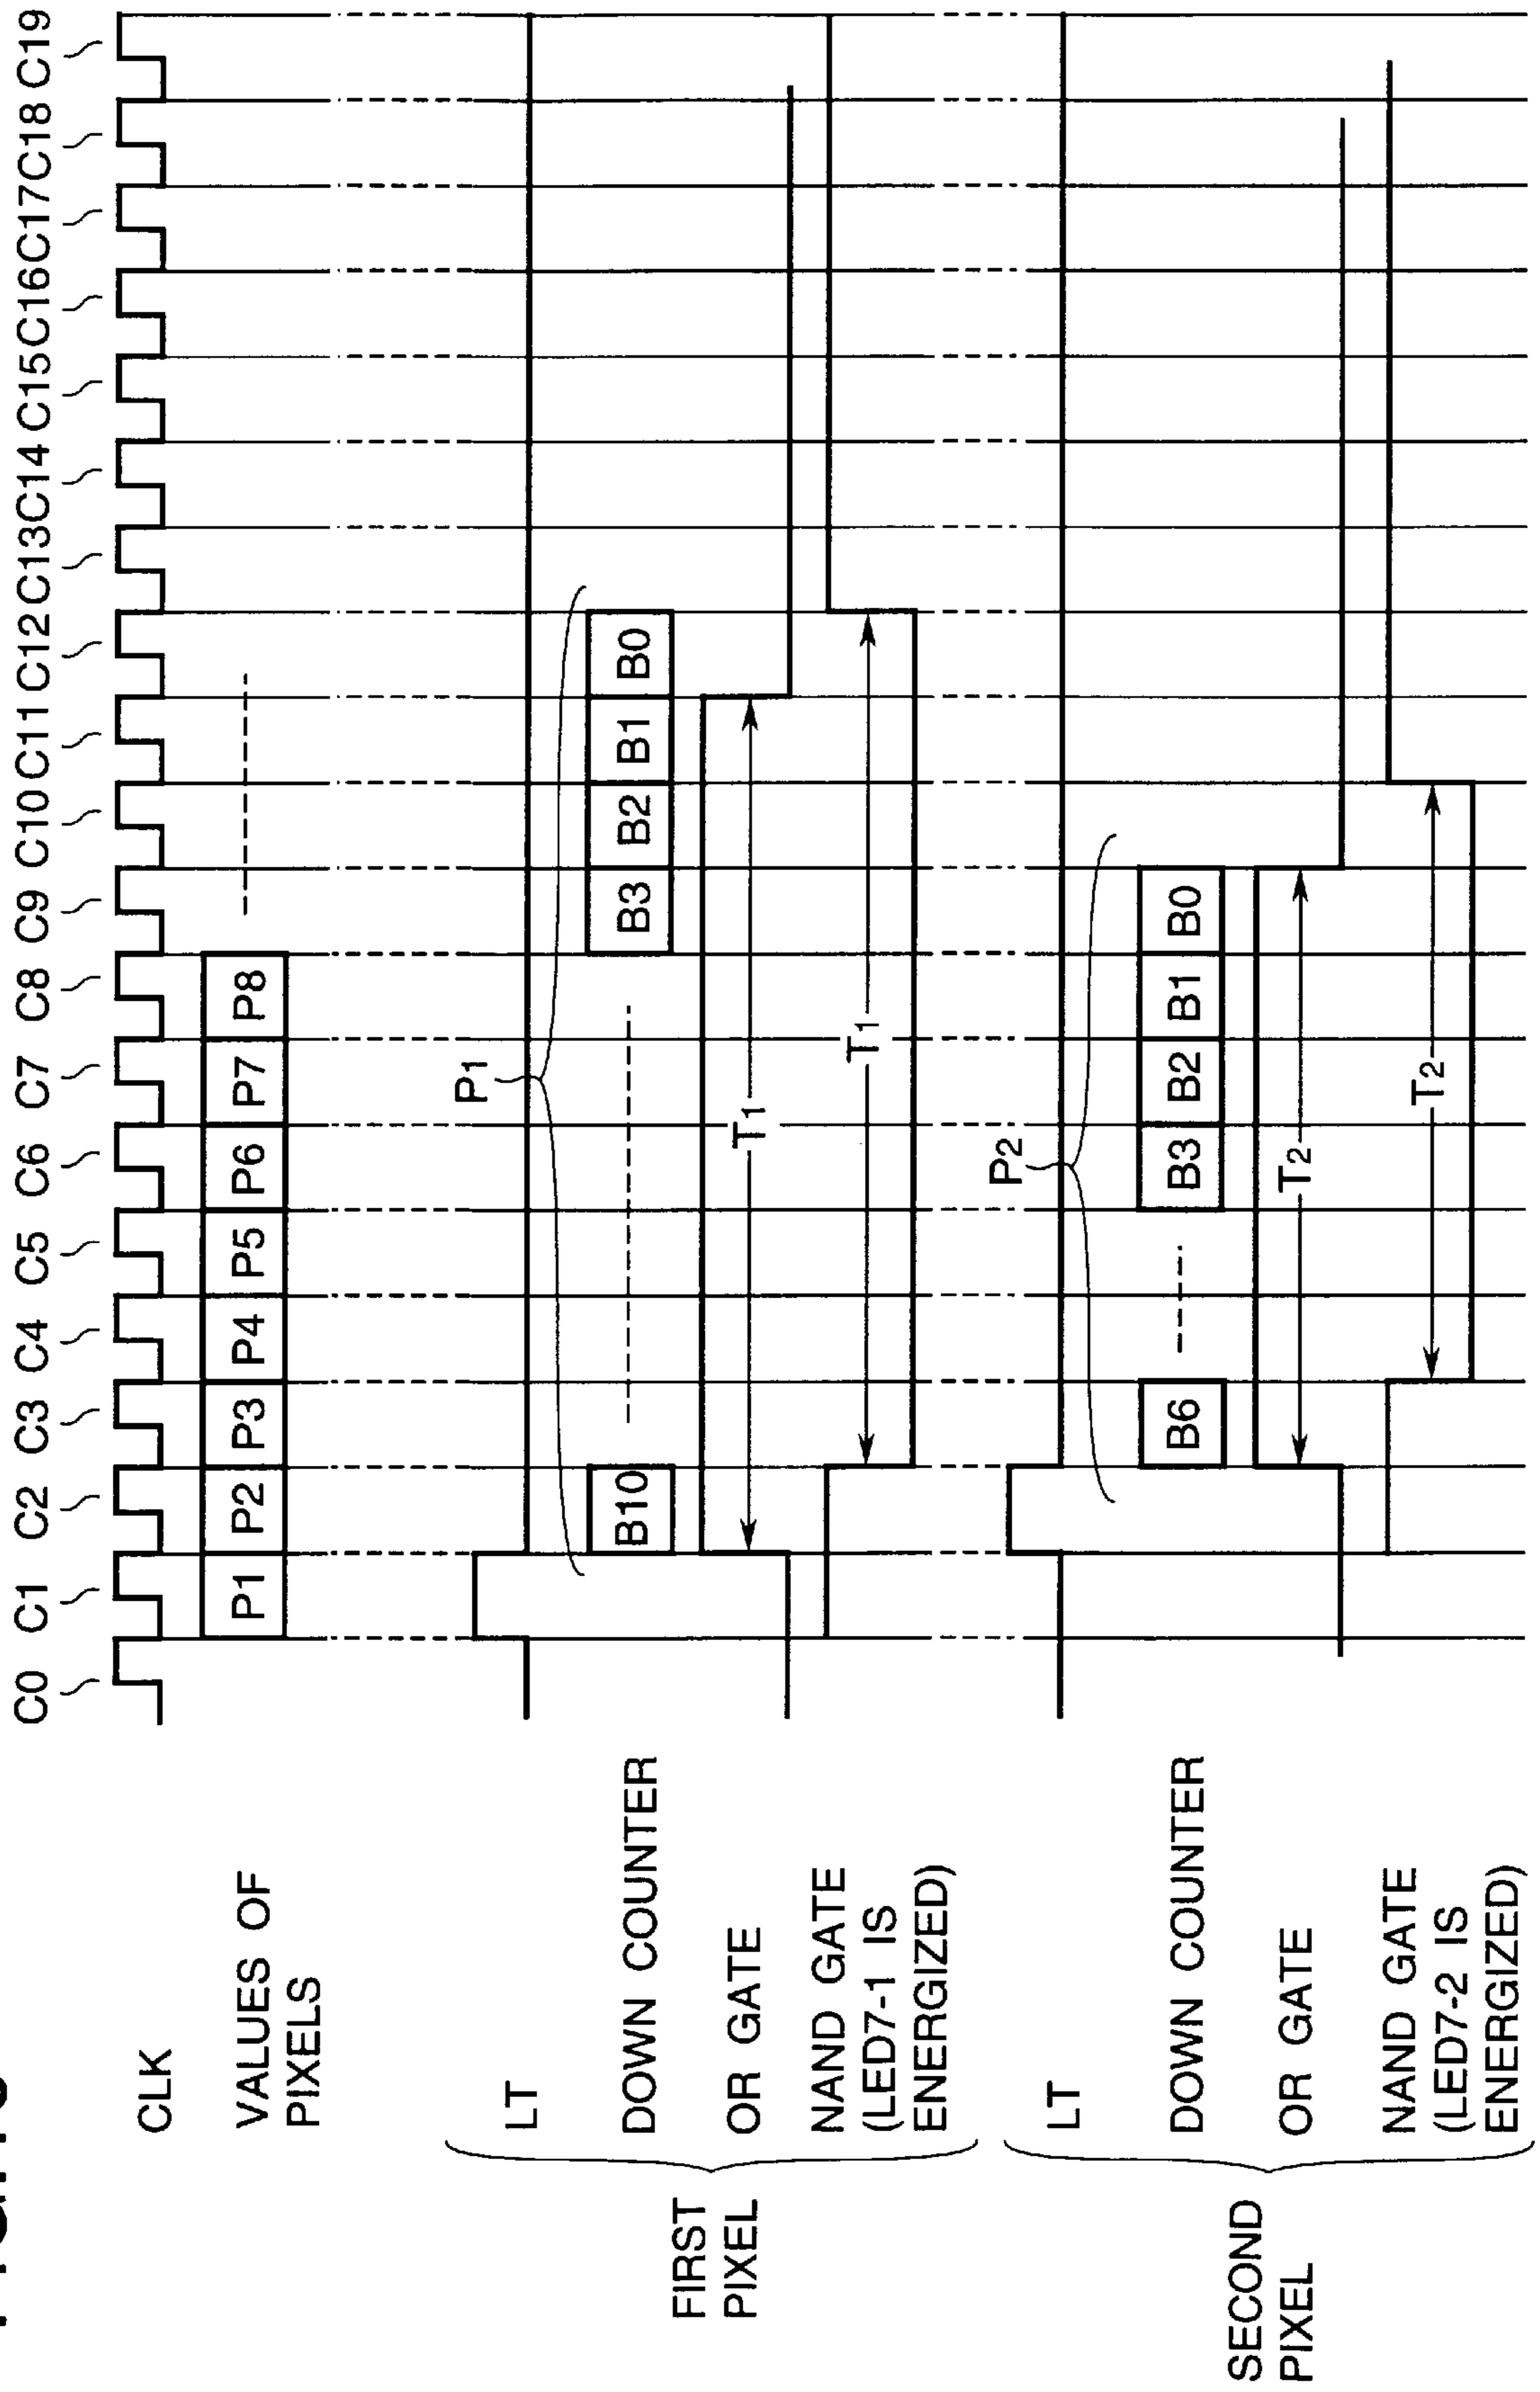 C0 C1 C2 C3 C4 C5 C6 C7 C8 C9 C10 C11 C12 C13 C14 C15 C16 C17 C18 C19
CLK
VALUES OF
PIXELS
P1 P2 P3 P4 P5 P6 P7 P8
FIRST
PIXEL
LT
P1
DOWN COUNTER
B10 B3 B2 B1 B0
OR GATE
T1
NAND GATE
(LED7-1 IS
ENERGIZED)
T1
SECOND
PIXEL
LT
P2
DOWN COUNTER
B6 B3 B2 B1 B0
OR GATE
T2
NAND GATE
(LED7-2 IS
ENERGIZED)
T2